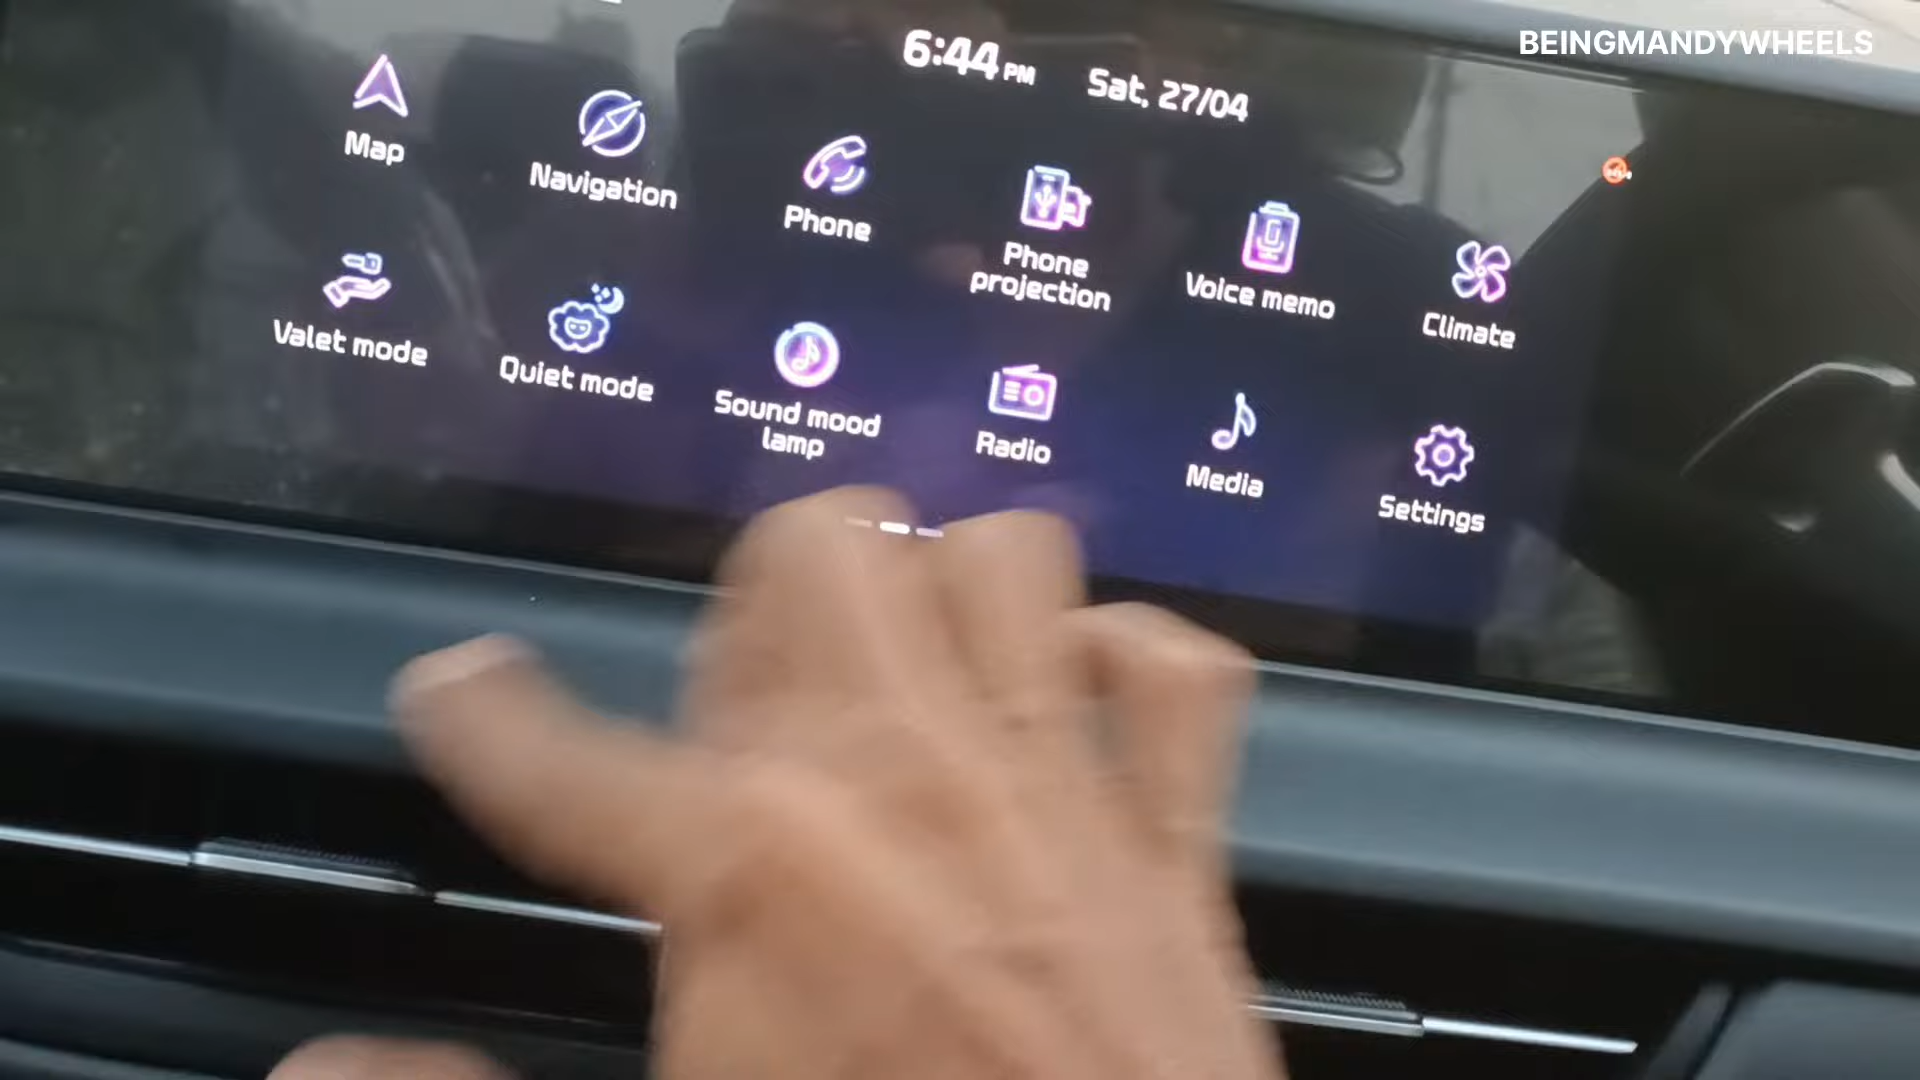 BEINGMANDYWHEELS
6:44 PM Sat, 27/04
Map
Navigation
Phone
Phone
projection
Voice memo
Climate
Valet mode
Quiet mode
Sound mood
lamp
Radio
Media
Settings